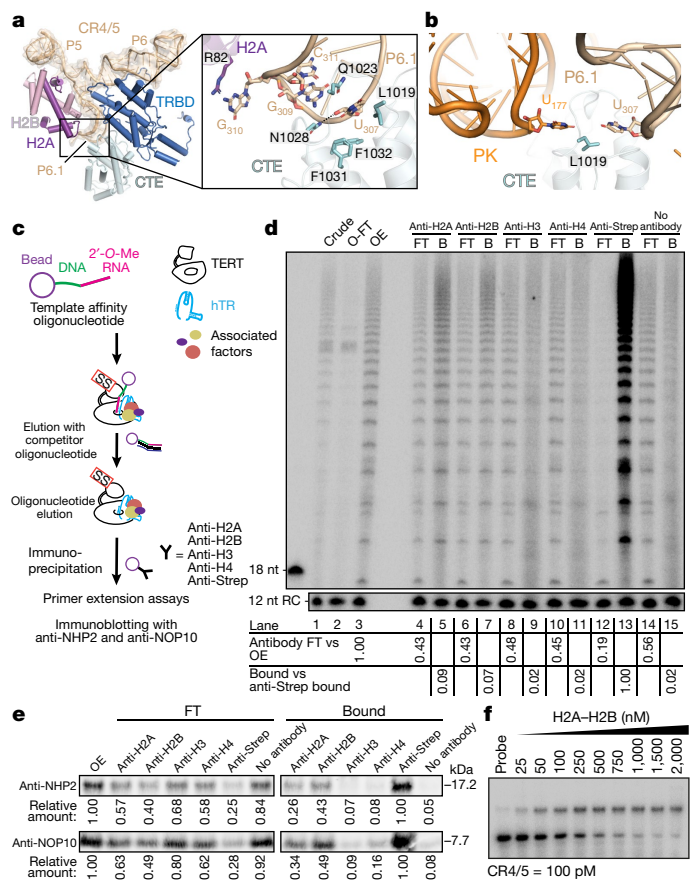 a
CR4/5
P5
P6
H2A
TRBD
H2B
H2A
P6.1
CTE
R82
H2A
C311
P6.1
Q1023
L1019
G309
G310
U307
N1028
F1032
CTE
F1031
b
P6.1
U177
U307
PK
L1019
CTE
c
Bead
DNA
2′-O-Me
RNA
Template affinity
oligonucleotide
TERT
hTR
Associated
factors
SS
Elution with
competitor
oligonucleotide
SS
Oligonucleotide
elution
Immuno-
precipitation
Y =
Anti-H2A
Anti-H2B
Anti-H3
Anti-H4
Anti-Strep
Primer extension assays
Immunoblotting with
anti-NHP2 and anti-NOP10
d
Crude
O-FT
OE
Anti-H2A Anti-H2B Anti-H3 Anti-H4 Anti-Strep No antibody
FT B FT B FT B FT B FT B FT B
18 nt
12 nt RC
Lane 1 2 3 4 5 6 7 8 9 10 11 12 13 14 15
Antibody FT vs OE 1.00 0.43 0.43 0.48 0.45 0.19 0.56
Bound vs anti-Strep bound 0.09 0.07 0.02 0.02 1.00 0.02
e
FT
Bound
OE Anti-H2A Anti-H2B Anti-H3 Anti-H4 Anti-Strep No antibody Anti-H2A Anti-H2B Anti-H3 Anti-H4 Anti-Strep No antibody
kDa
Anti-NHP2
–17.2
Relative amount: 1.00 0.57 0.40 0.68 0.58 0.25 0.84 0.26 0.43 0.07 0.08 1.00 0.05
Anti-NOP10
–7.7
Relative amount: 1.00 0.63 0.49 0.80 0.62 0.28 0.92 0.34 0.49 0.09 0.16 1.00 0.08
f
H2A–H2B (nM)
Probe 25 50 100 250 500 750 1,000 1,500 2,000
CR4/5 = 100 pM